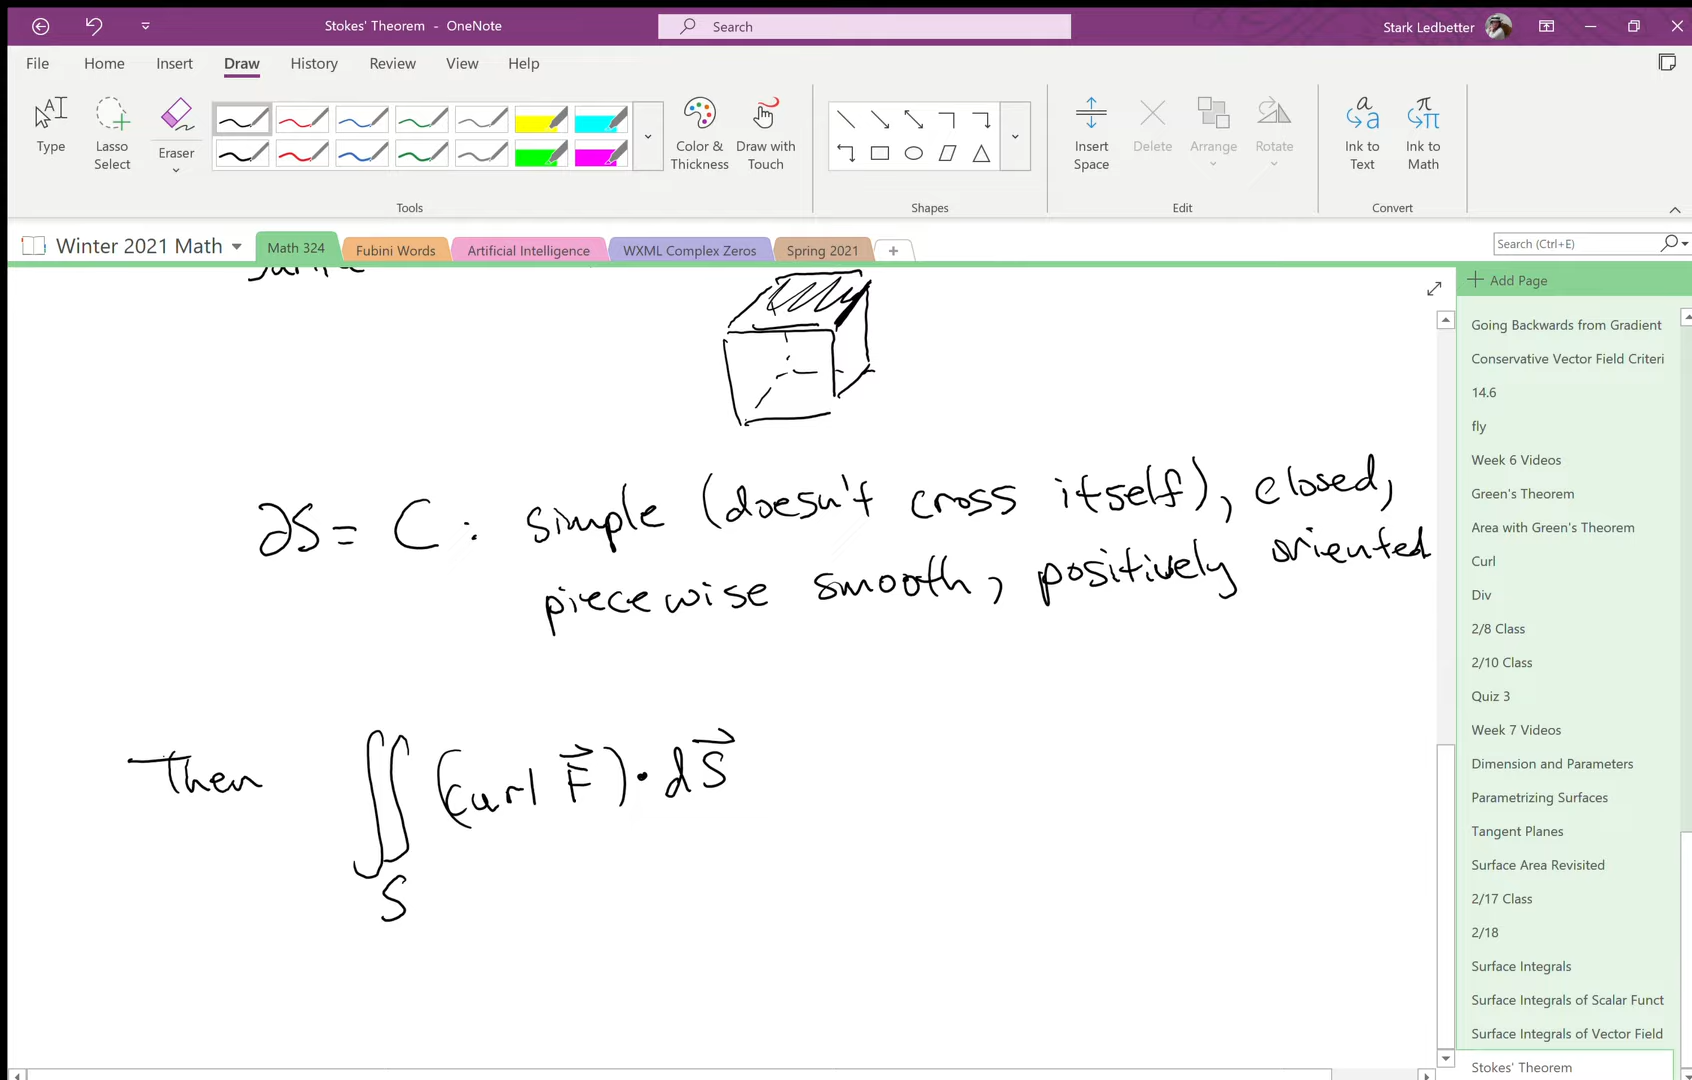 Stokes' Theorem - OneNote
Search
Stark Ledbetter
File Home Insert Draw History Review View Help
Type
Lasso Select
Eraser
Color & Thickness
Draw with Touch
Insert Space
Delete
Arrange
Rotate
Ink to Text
Ink to Math
Tools
Shapes
Edit
Convert
Winter 2021 Math
Math 324
Fubini Words
Artificial Intelligence
WXML Complex Zeros
Spring 2021
Search (Ctrl+E)
∂S = C : simple (doesn't cross itself), closed,
piecewise smooth, positively oriented
Then ∬ (curl F⃗) · dS⃗
S
Add Page
Going Backwards from Gradient
Conservative Vector Field Criteri
14.6
fly
Week 6 Videos
Green's Theorem
Area with Green's Theorem
Curl
Div
2/8 Class
2/10 Class
Quiz 3
Week 7 Videos
Dimension and Parameters
Parametrizing Surfaces
Tangent Planes
Surface Area Revisited
2/17 Class
2/18
Surface Integrals
Surface Integrals of Scalar Funct
Surface Integrals of Vector Field
Stokes' Theorem